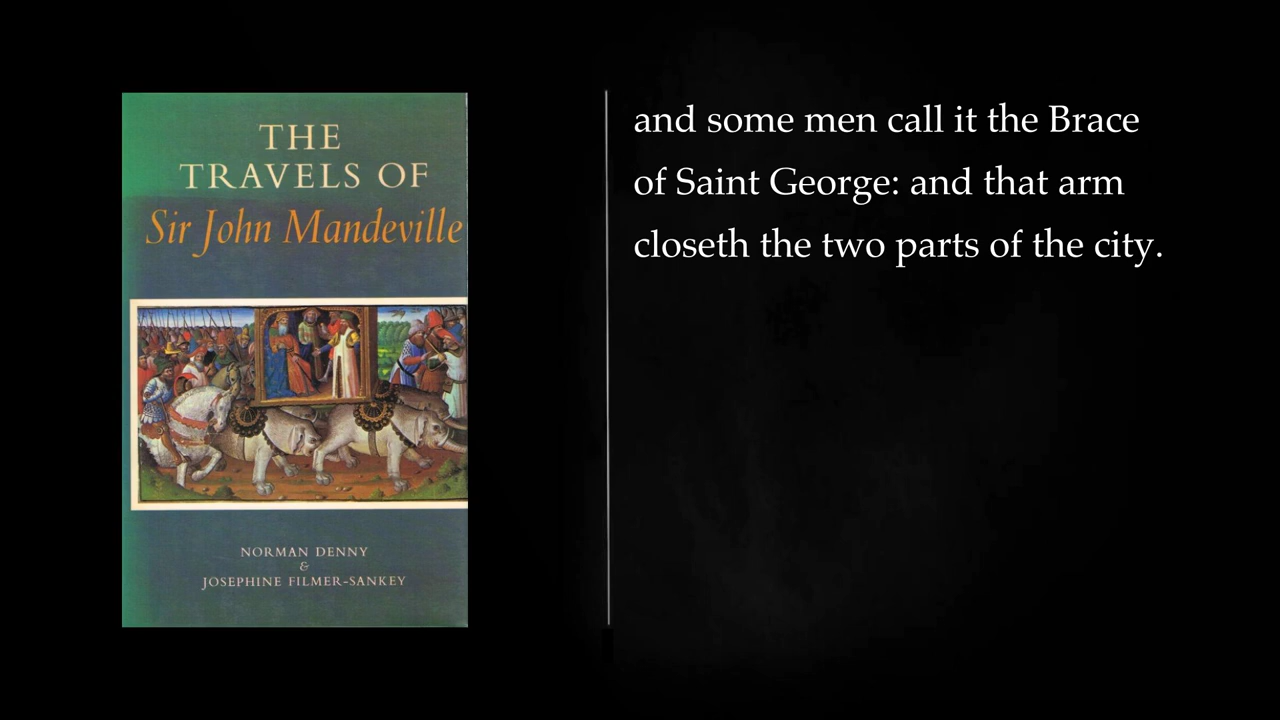 THE
TRAVELS OF
Sir John Mandeville
NORMAN DENNY
&
JOSEPHINE FILMER-SANKEY
and some men call it the Brace
of Saint George: and that arm
closeth the two parts of the city.